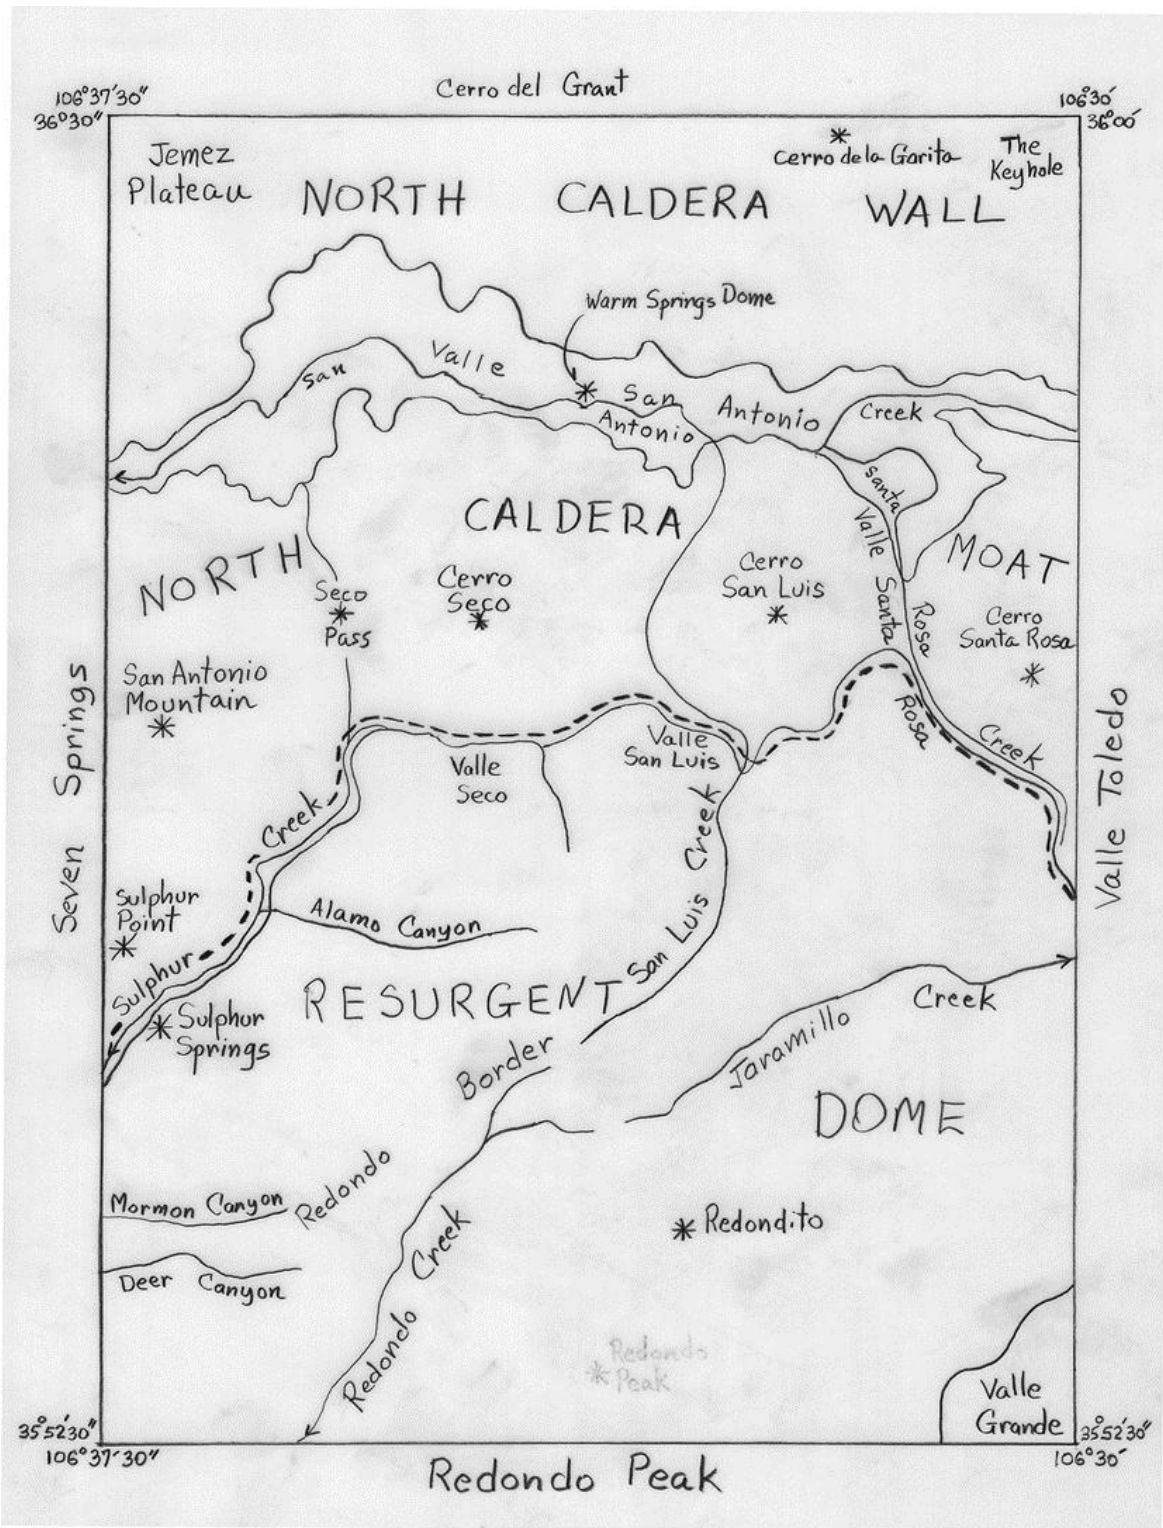 Cerro del Grant
106°37'30"
106°30'
36°30"
36°00'
Jemez
Plateau
Cerro de la Garita
The
Keyhole
NORTH CALDERA WALL
Warm Springs Dome
Valle
San
San
Antonio
Creek
Antonio
Santa
Valle
Santa
Rosa
Rosa
Creek
CALDERA
NORTH
MOAT
Seco
Pass
Cerro
Seco
Cerro
San Luis
Cerro
Santa Rosa
San Antonio
Mountain
Seven Springs
Valle Toledo
Valle
San Luis
Valle
Seco
Creek
Sulphur
Sulphur
Point
Alamo Canyon
San Luis Creek
Sulphur
Springs
RESURGENT
Creek
Jaramillo
Border
DOME
Redondo
Mormon Canyon
Deer Canyon
Redondo
Creek
Redondito
Redondo
Peak
Valle
Grande
35°52'30"
35°52'30"
106°37'30"
106°30'
Redondo Peak